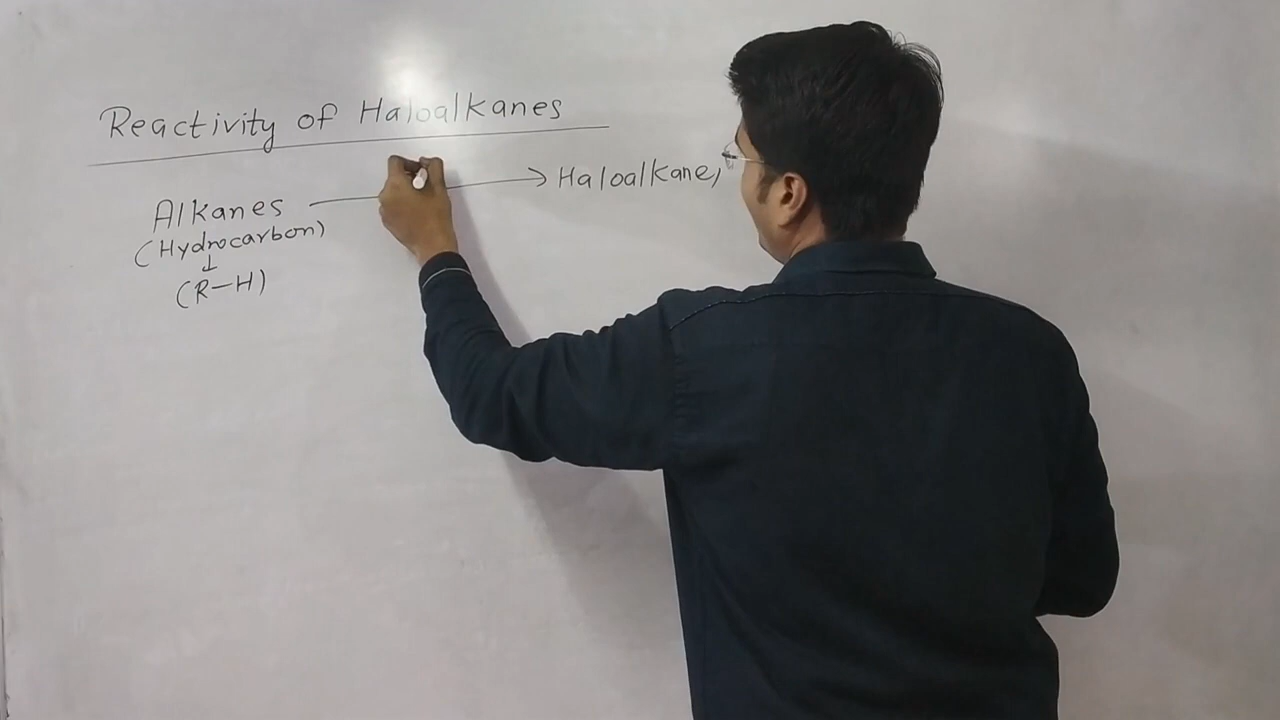 Reactivity of Haloalkanes
Alkanes → Haloalkane,
(Hydrocarbon)
↓
(R-H)